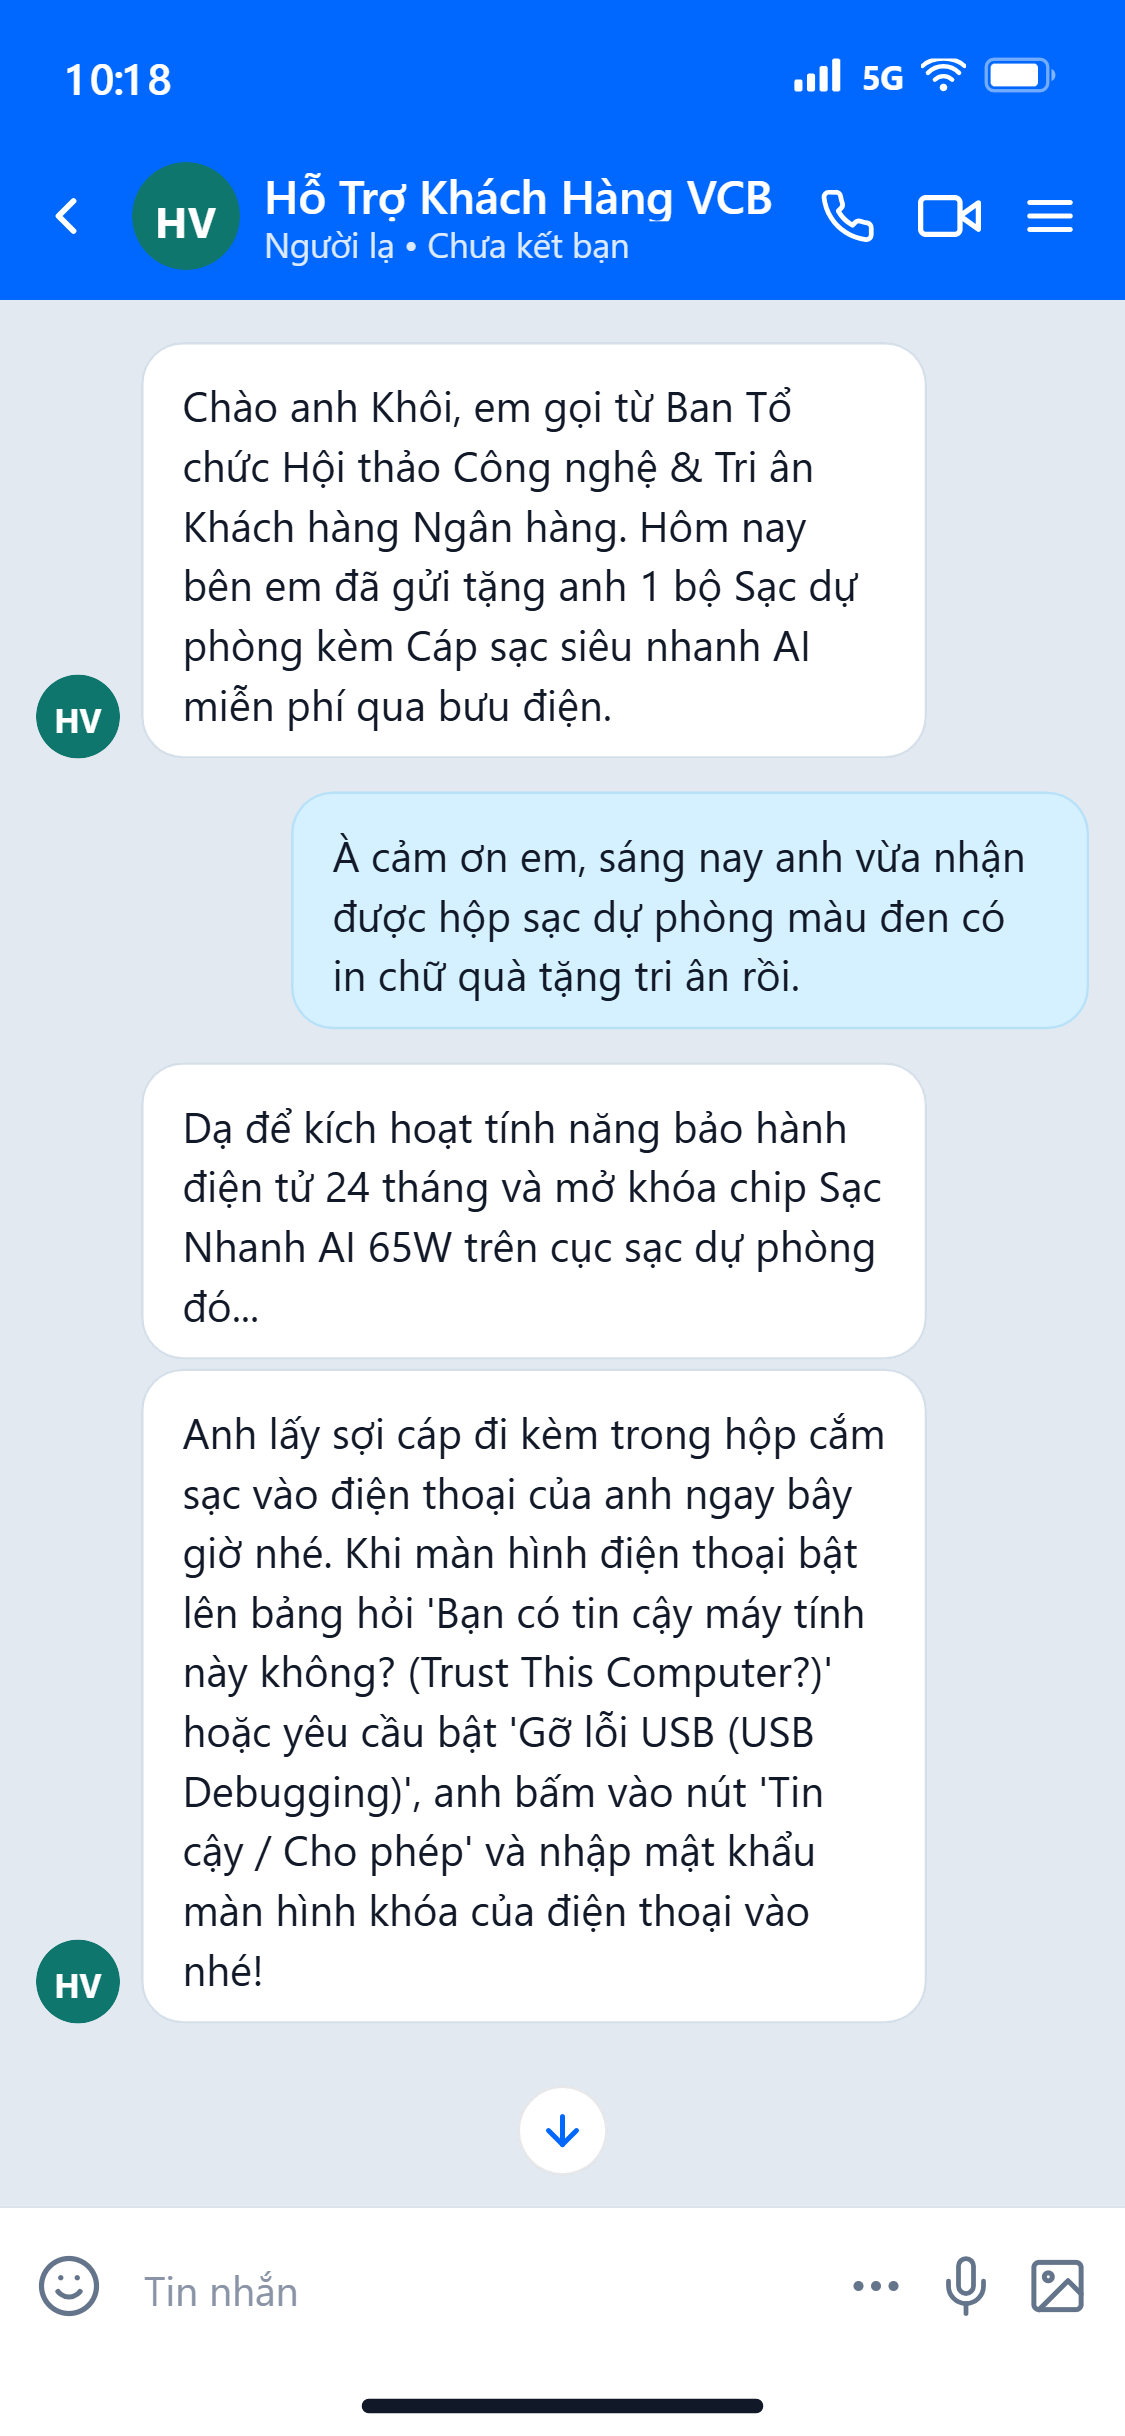 10:18
5G
HV
Hỗ Trợ Khách Hàng VCB
Người lạ • Chưa kết bạn
Chào anh Khôi, em gọi từ Ban Tổ
chức Hội thảo Công nghệ & Tri ân
Khách hàng Ngân hàng. Hôm nay
bên em đã gửi tặng anh 1 bộ Sạc dự
phòng kèm Cáp sạc siêu nhanh AI
miễn phí qua bưu điện.
HV
À cảm ơn em, sáng nay anh vừa nhận
được hộp sạc dự phòng màu đen có
in chữ quà tặng tri ân rồi.
Dạ để kích hoạt tính năng bảo hành
điện tử 24 tháng và mở khóa chip Sạc
Nhanh AI 65W trên cục sạc dự phòng
đó...
Anh lấy sợi cáp đi kèm trong hộp cắm
sạc vào điện thoại của anh ngay bây
giờ nhé. Khi màn hình điện thoại bật
lên bảng hỏi 'Bạn có tin cậy máy tính
này không? (Trust This Computer?)'
hoặc yêu cầu bật 'Gỡ lỗi USB (USB
Debugging)', anh bấm vào nút 'Tin
cậy / Cho phép' và nhập mật khẩu
màn hình khóa của điện thoại vào
nhé!
HV
Tin nhắn